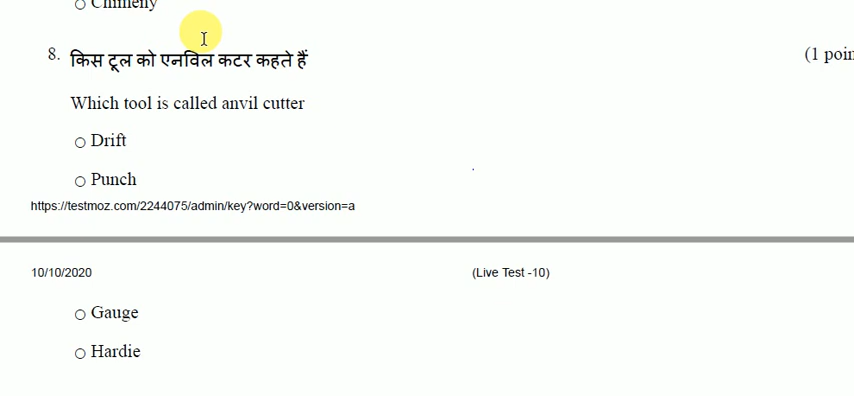 Chimeny
8. किस टूल को एनविल कटर कहते हैं (1 poin
Which tool is called anvil cutter
Drift
Punch
https://testmoz.com/2244075/admin/key?word=0&version=a
10/10/2020 (Live Test -10)
Gauge
Hardie